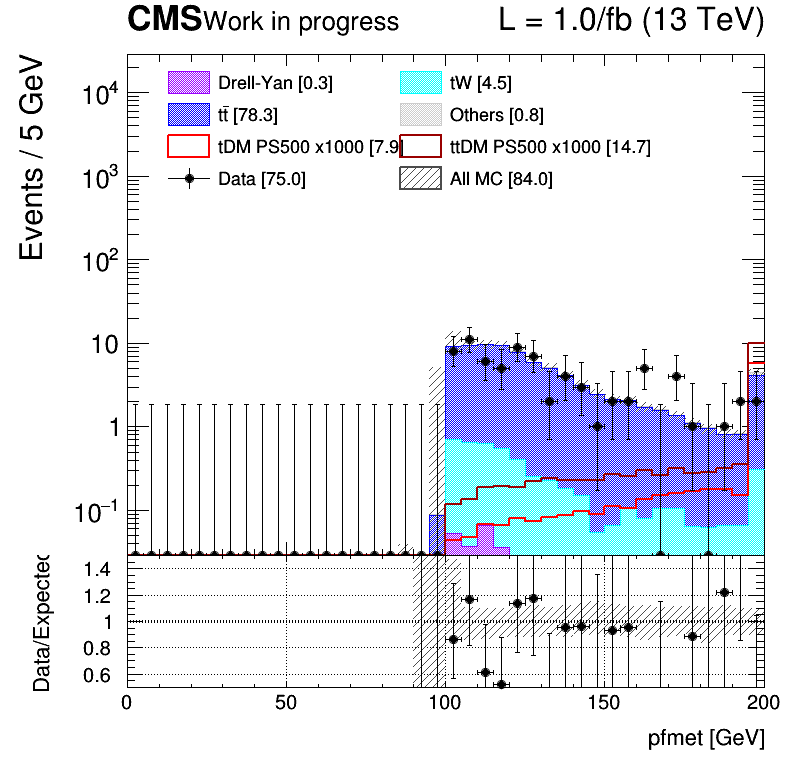 CMS Work in progress L = 1.0/fb (13 TeV)
Events / 5 GeV
Drell-Yan [0.3] tW [4.5]
tt̄ [78.3] Others [0.8]
tDM PS500 x1000 [7.9 ttDM PS500 x1000 [14.7]
Data [75.0] All MC [84.0]
10⁴
10³
10²
10
1
10⁻¹
Data/Expected
1.4
1.2
1
0.8
0.6
0 50 100 150 200
pfmet [GeV]